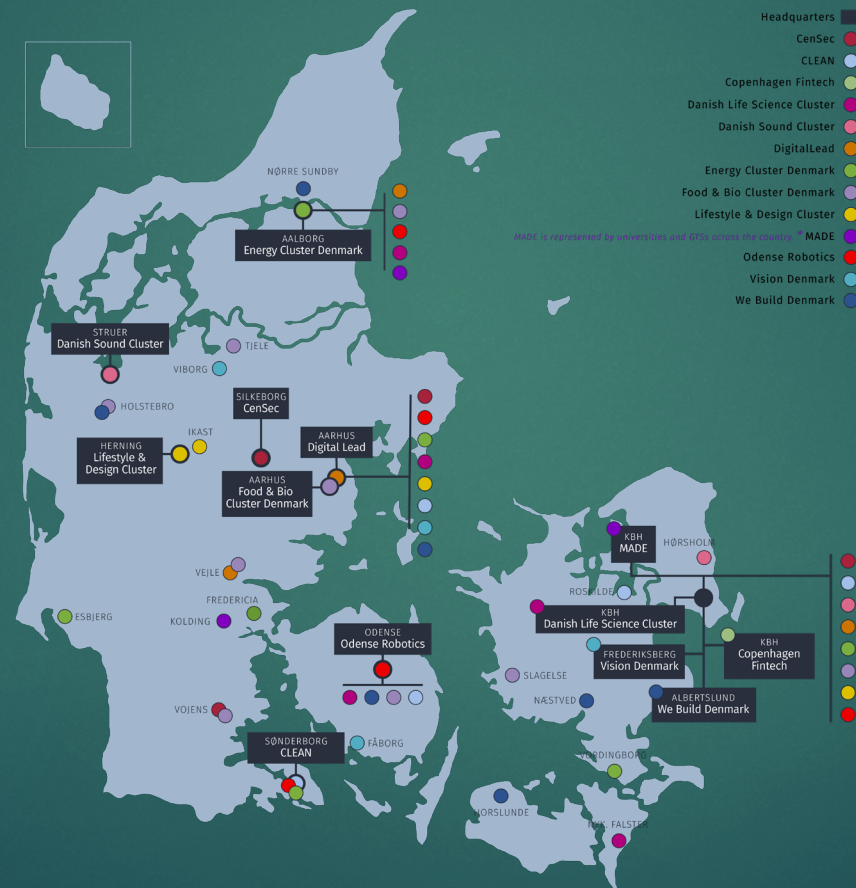 Headquarters
CenSec
CLEAN
Copenhagen Fintech
Danish Life Science Cluster
Danish Sound Cluster
DigitalLead
Energy Cluster Denmark
Food & Bio Cluster Denmark
Lifestyle & Design Cluster
MADE is represented by universities and GTSs across the country. * MADE
Odense Robotics
Vision Denmark
We Build Denmark
NØRRE SUNDBY
AALBORG
Energy Cluster Denmark
STRUER
Danish Sound Cluster
TJELE
VIBORG
HOLSTEBRO
SILKEBORG
CenSec
IKAST
HERNING
Lifestyle &
Design Cluster
AARHUS
Digital Lead
AARHUS
Food & Bio
Cluster Denmark
VEJLE
FREDERICIA
ESBJERG
KOLDING
ODENSE
Odense Robotics
VOJENS
SØNDERBORG
CLEAN
FÅBORG
KBH
MADE
HØRSHOLM
ROSKILDE
KBH
Danish Life Science Cluster
FREDERIKSBERG
Vision Denmark
KBH
Copenhagen
Fintech
SLAGELSE
NÆSTVED
ALBERTSLUND
We Build Denmark
VORDINGBORG
HORSLUNDE
NYK. FALSTER